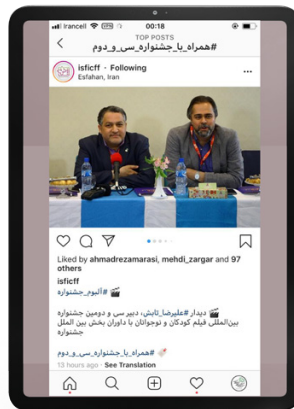 Irancell
VPN
00:18
TOP POSTS
#همراه_با_جشنواره_سی_و_دوم
isficff · Following
Esfahan, Iran
Liked by ahmadrezamarasi, mehdi_zargar and 97
others
isficff
#آلبوم_جشنواره
دیدار #علیرضا_تابش، دبیر سی و دومین جشنواره
بین‌المللی فیلم کودکان و نوجوانان با داوران بخش بین الملل
جشنواره
#همراه_با_جشنواره_سی_و_دوم
13 hours ago · See Translation